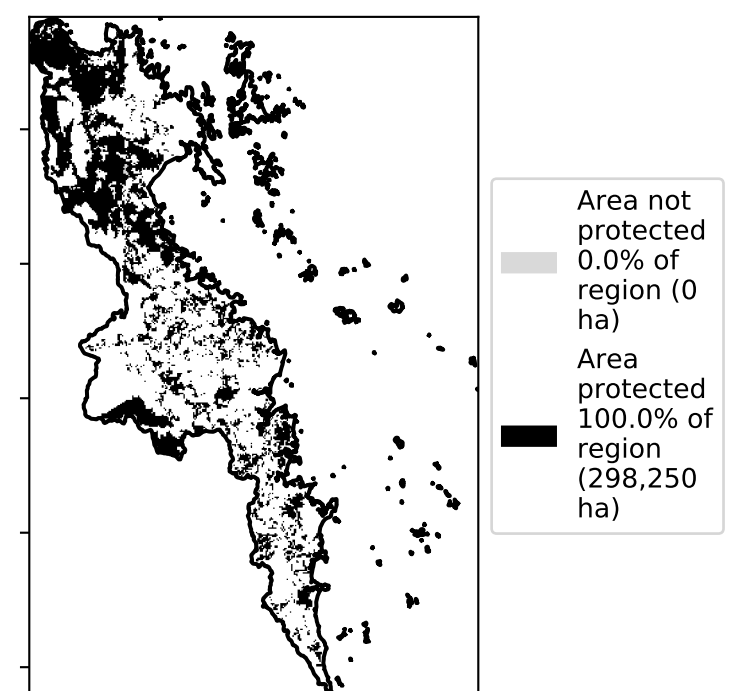 Area not
protected
0.0% of
region (0
ha)
Area
protected
100.0% of
region
(298,250
ha)